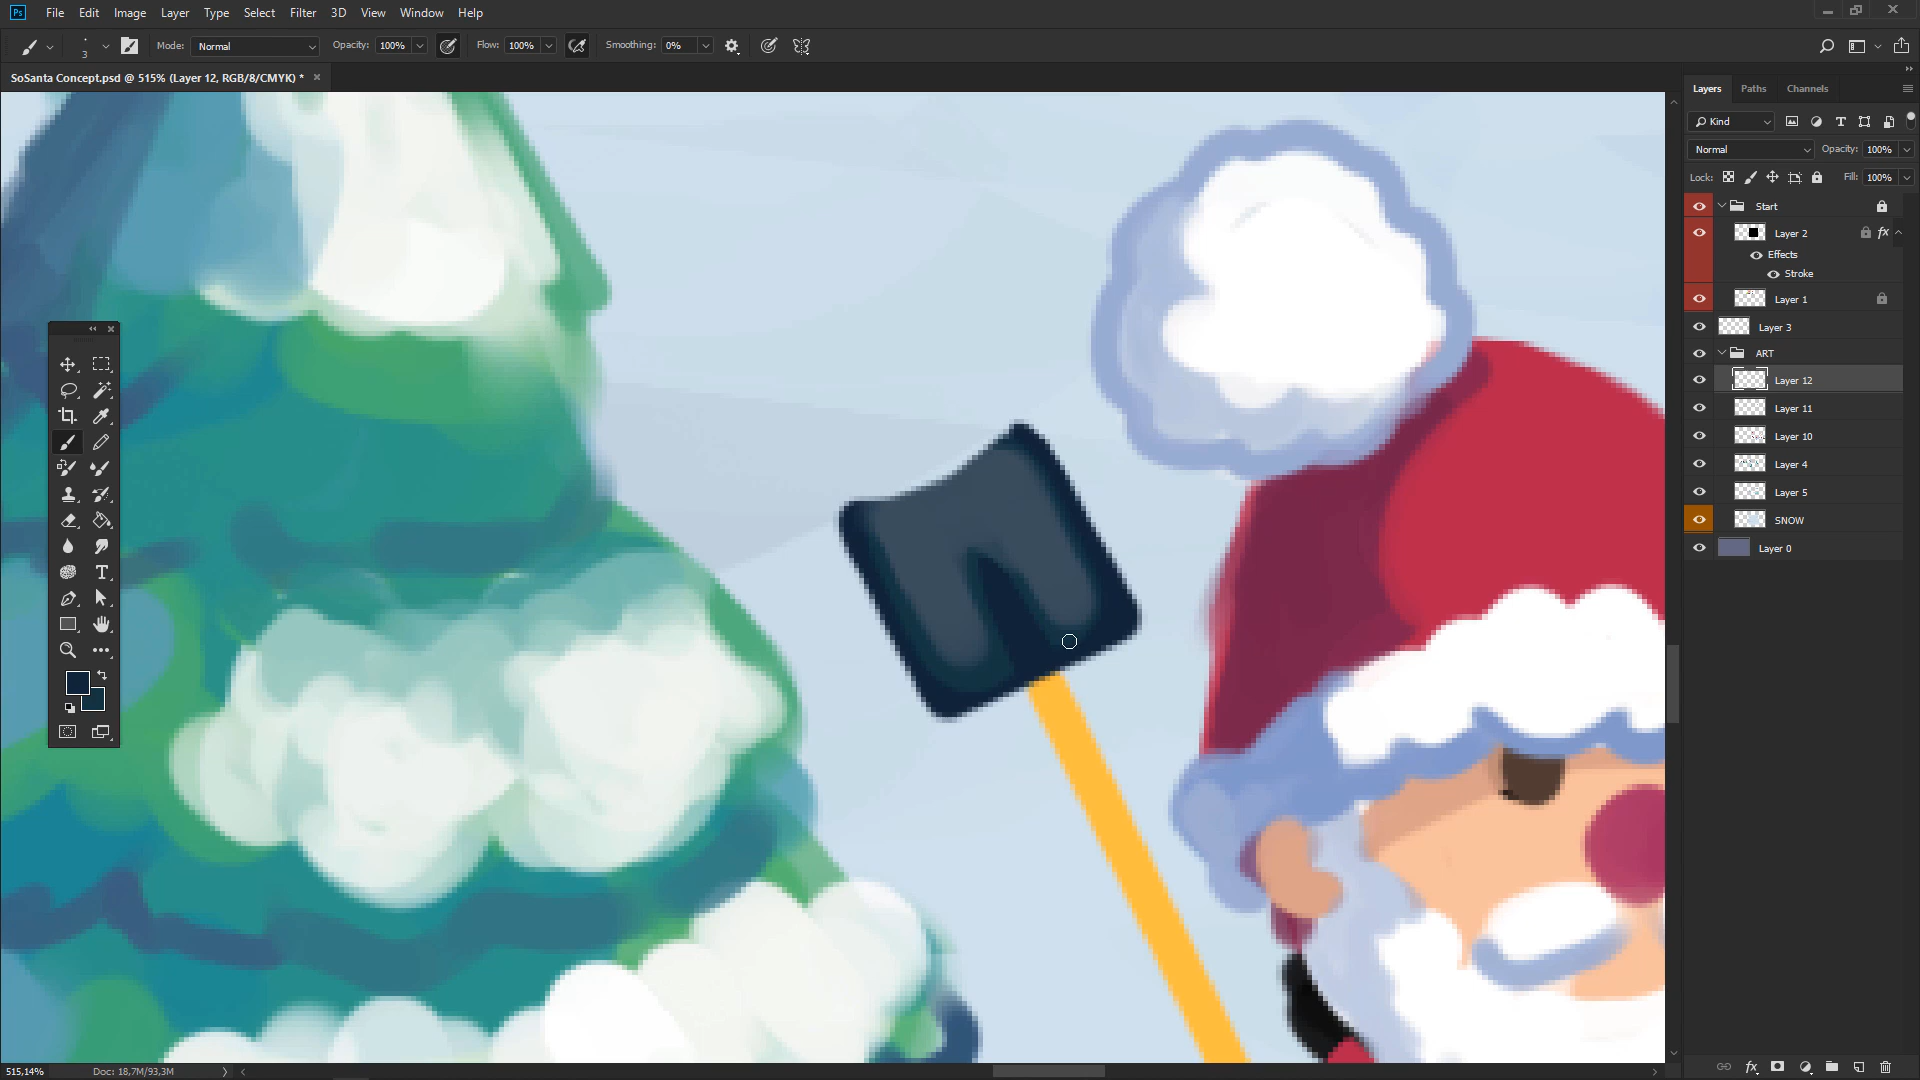 Ps File Edit Image Layer Type Select Filter 3D View Window Help
3 Mode: Normal Opacity: 100% Flow: 100% Smoothing: 0%
SoSanta Concept.psd @ 515% (Layer 12, RGB/8/CMYK) * ×
Layers Paths Channels
Kind
Normal Opacity: 100%
Lock: Fill: 100%
Start
Layer 2 fx
Effects
Stroke
Layer 1
Layer 3
ART
Layer 12
Layer 11
Layer 10
Layer 4
Layer 5
SNOW
Layer 0
515,14% Doc: 18,7M/93,3M
fx